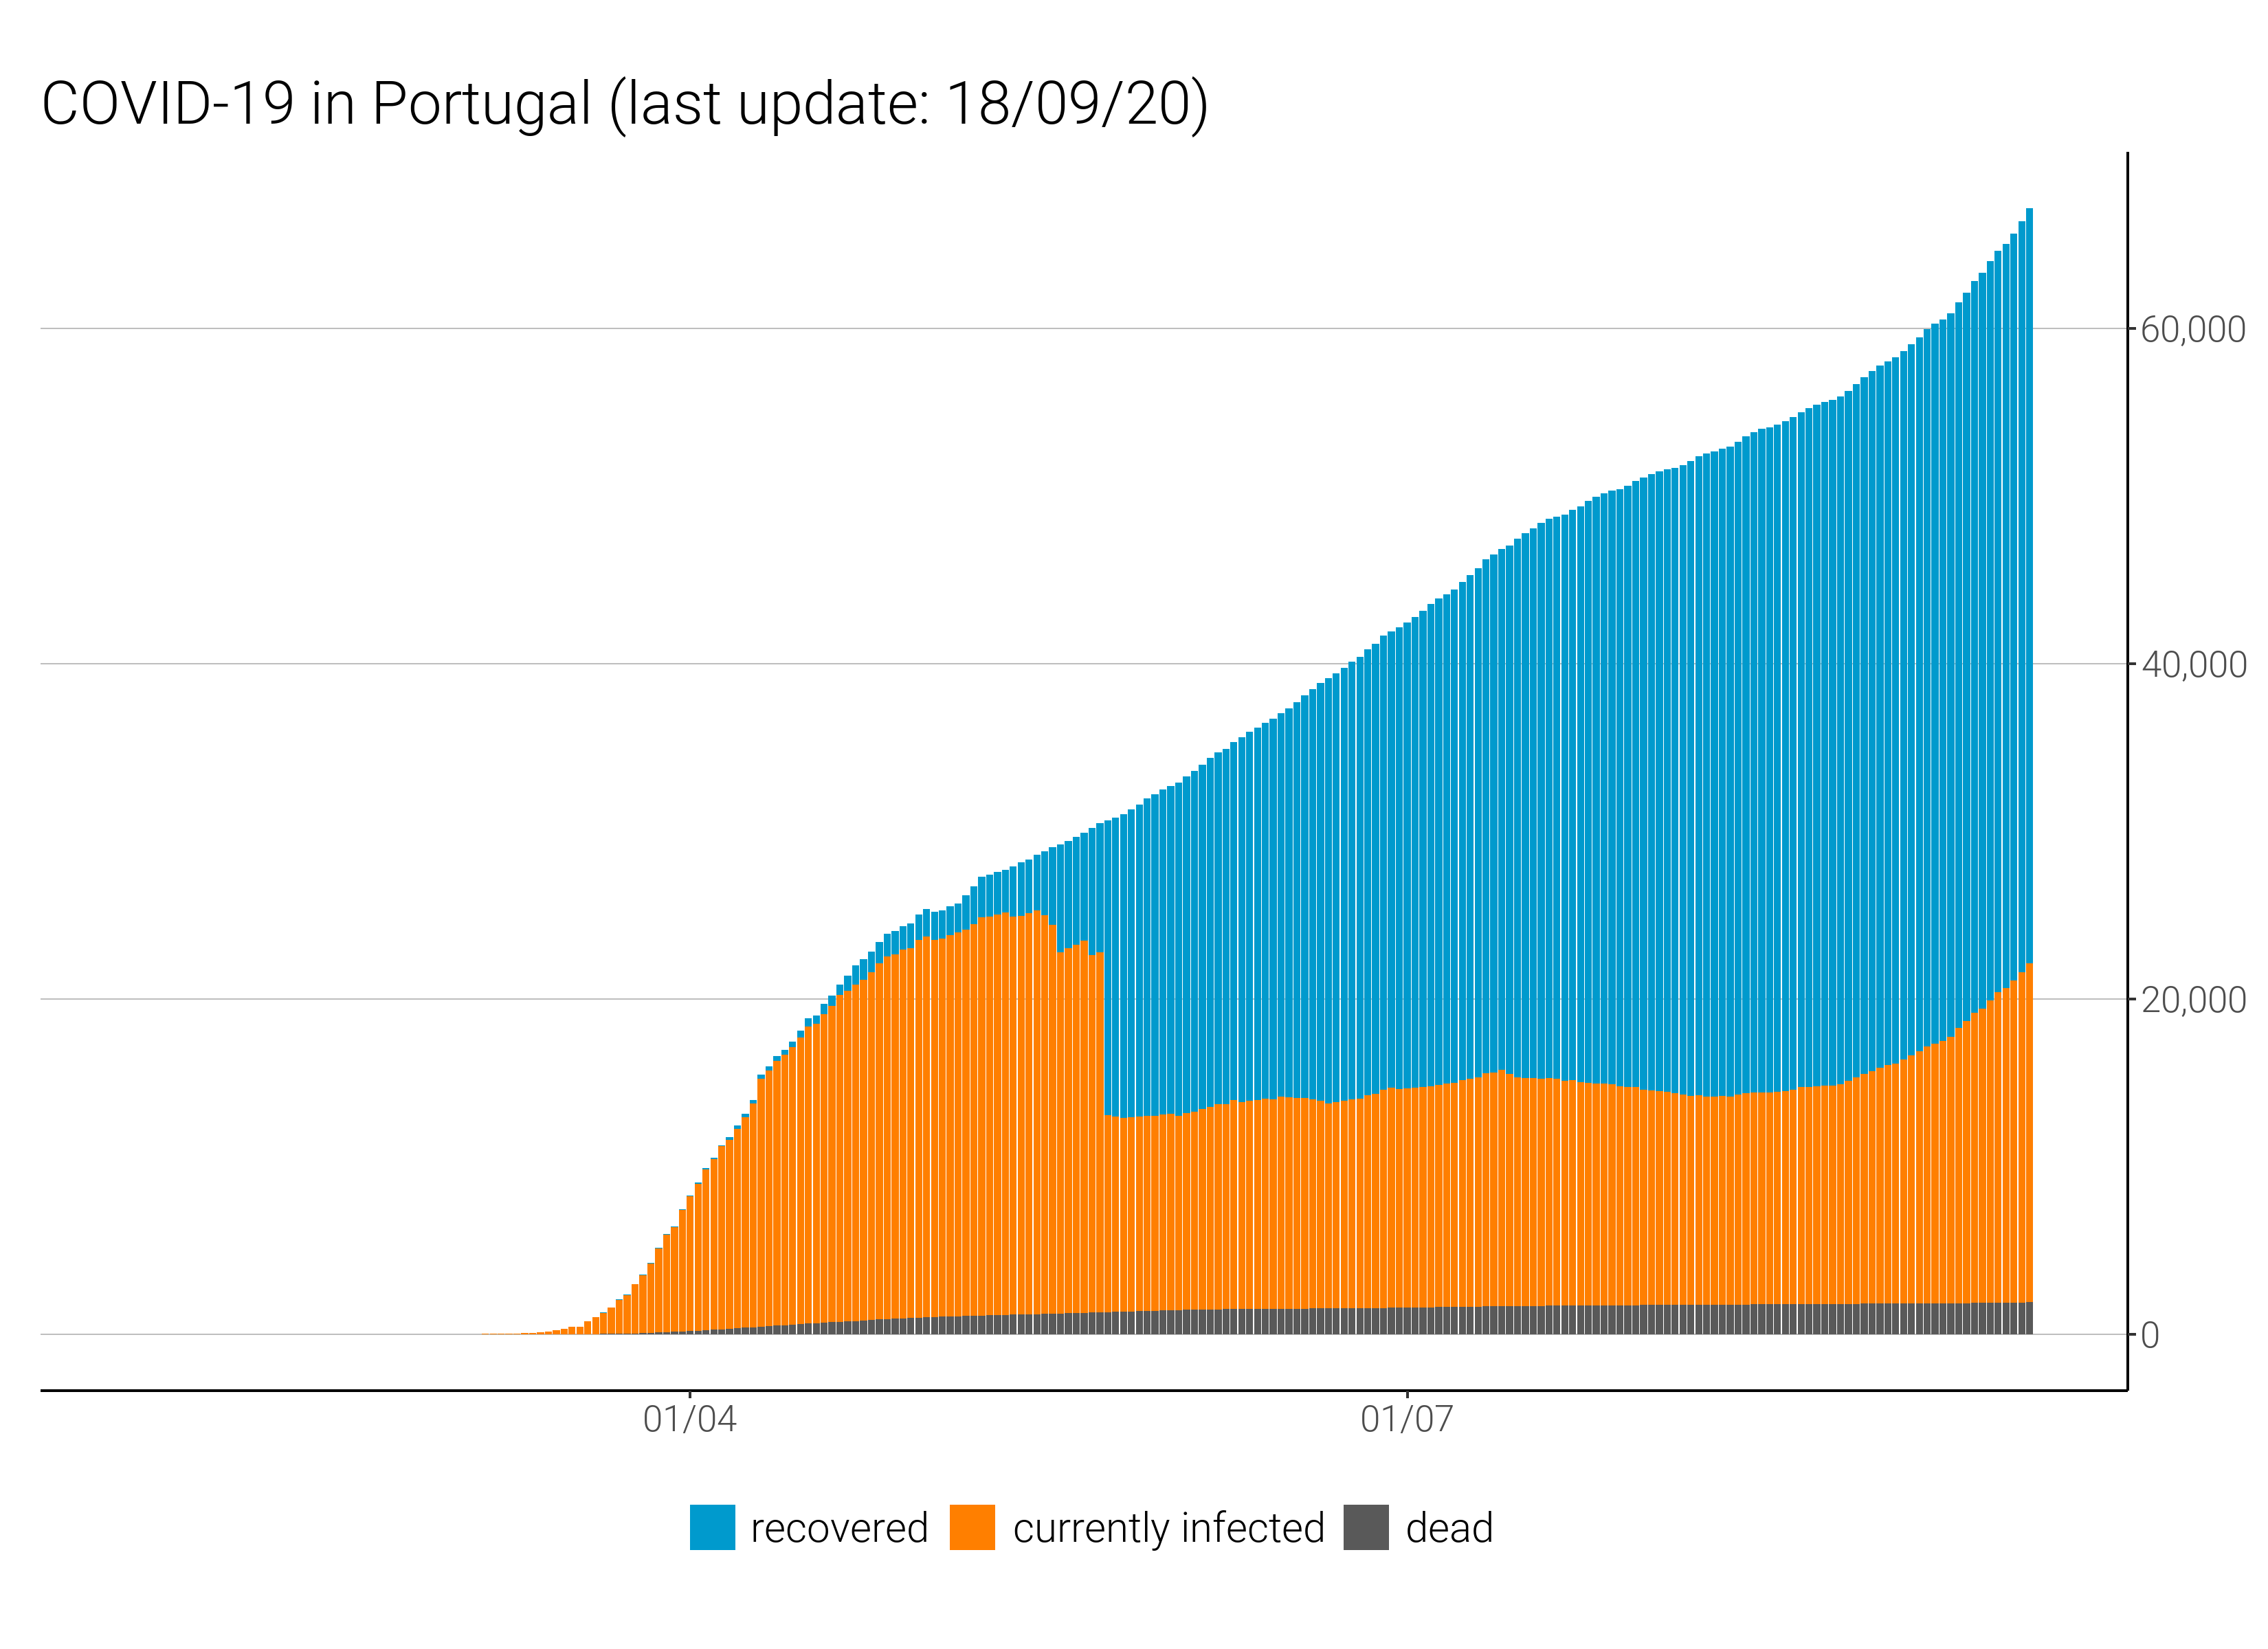 COVID-19 in Portugal (last update: 18/09/20)
60,000
40,000
20,000
0
01/04 01/07
recovered currently infected dead